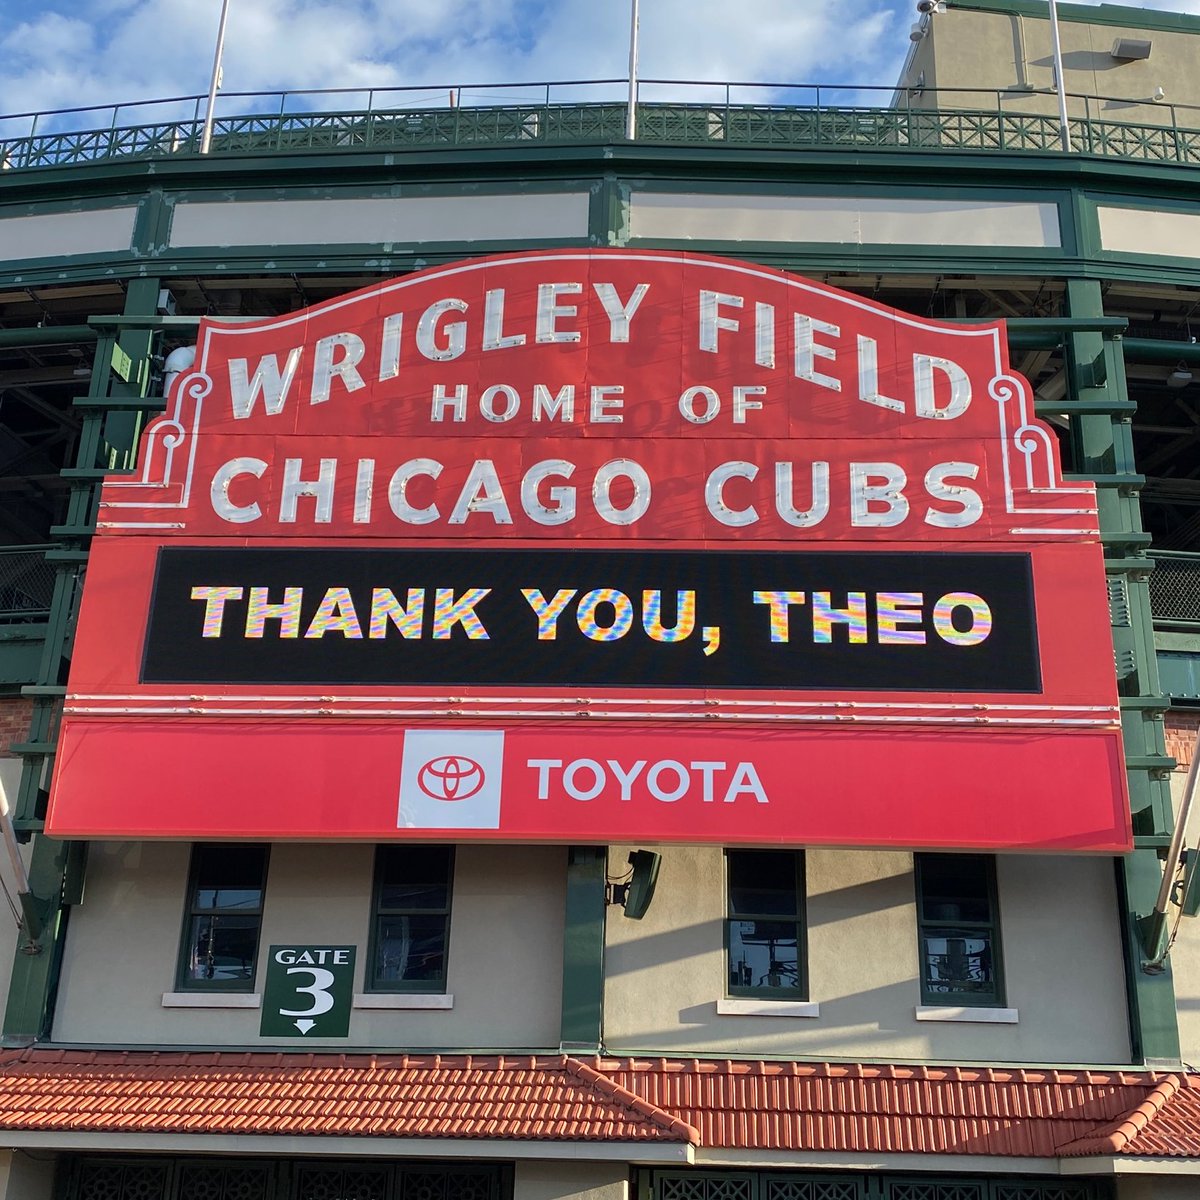 WRIGLEY FIELD
HOME OF
CHICAGO CUBS
THANK YOU, THEO
TOYOTA
GATE
3